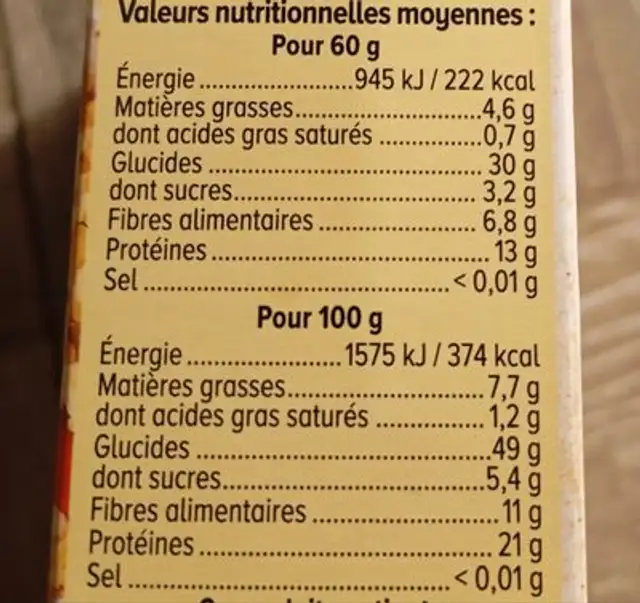 Valeurs nutritionnelles moyennes :
Pour 60 g
Énergie ........................ 945 kJ / 222 kcal
Matières grasses ........................ 4,6 g
dont acides gras saturés ................ 0,7 g
Glucides ........................ 30 g
dont sucres ........................ 3,2 g
Fibres alimentaires ........................ 6,8 g
Protéines ........................ 13 g
Sel ........................ < 0,01 g
Pour 100 g
Énergie ........................ 1575 kJ / 374 kcal
Matières grasses ........................ 7,7 g
dont acides gras saturés ................ 1,2 g
Glucides ........................ 49 g
dont sucres ........................ 5,4 g
Fibres alimentaires ........................ 11 g
Protéines ........................ 21 g
Sel ........................ < 0,01 g